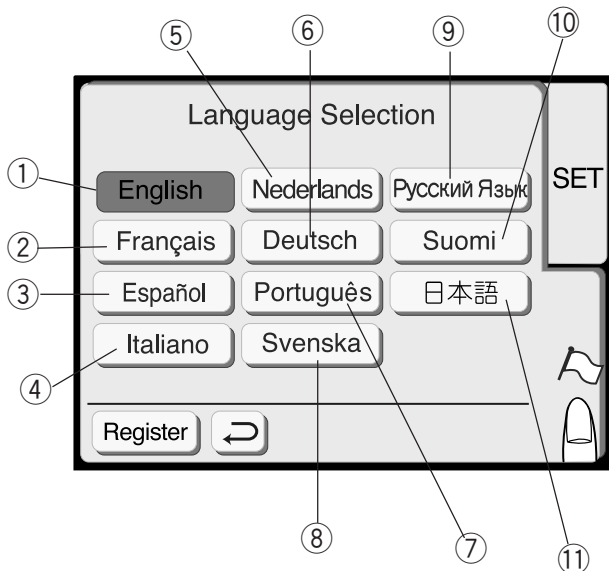 ⑤ ⑥ ⑨ ⑩
Language Selection
① English Nederlands Русский Язык SET
② Français Deutsch Suomi
③ Español Português 日本語
④ Italiano Svenska
Register
⑧ ⑦ ⑪